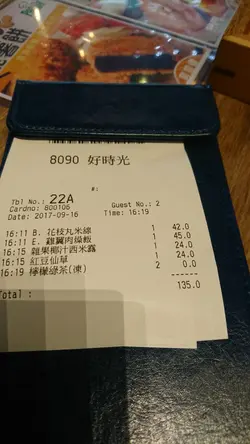 8090 好時光
#:
Tbl No.: 22A
Cardno: 800106 Guest No.: 2
Date: 2017-09-16 Time: 16:19
16:11 B. 花枝丸米線 1 42.0
16:11 E. 雞翼肉燥飯 1 45.0
16:15 雜果椰汁西米露 1 24.0
16:15 紅豆仙草 1 24.0
16:19 檸檬綠茶(凍) 2 0.0
135.0
Total :